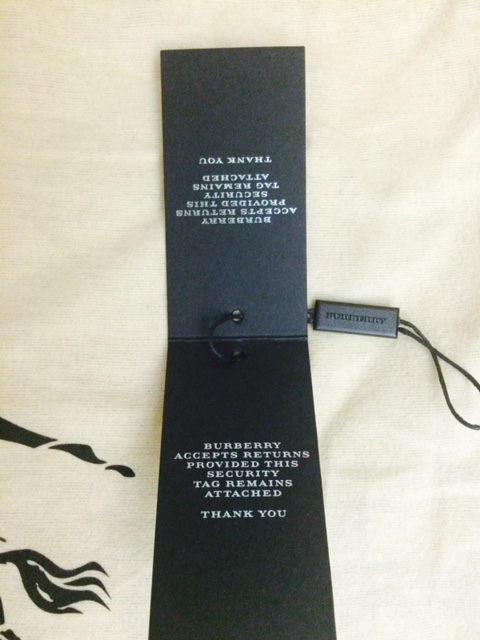 BURBERRY
ACCEPTS RETURNS
PROVIDED THIS
SECURITY
TAG REMAINS
ATTACHED
THANK YOU
BURBERRY
BURBERRY
ACCEPTS RETURNS
PROVIDED THIS
SECURITY
TAG REMAINS
ATTACHED
THANK YOU